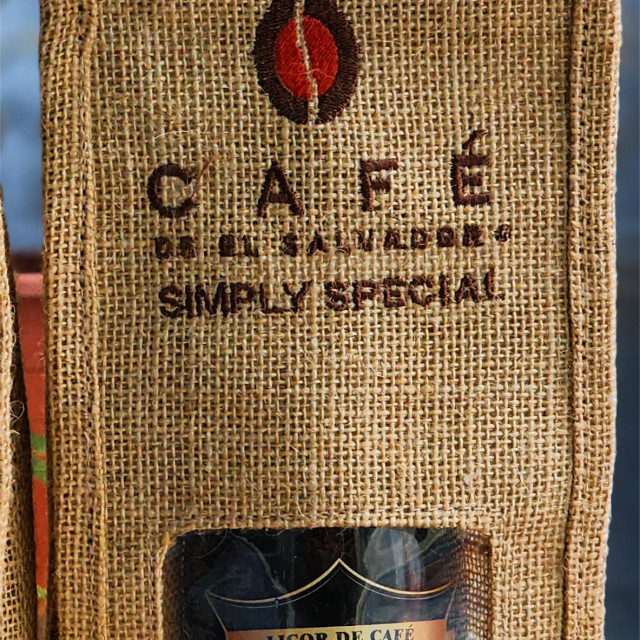 CAFÉ
DE EL SALVADOR®
SIMPLY SPECIAL
LICOR DE CAFÉ